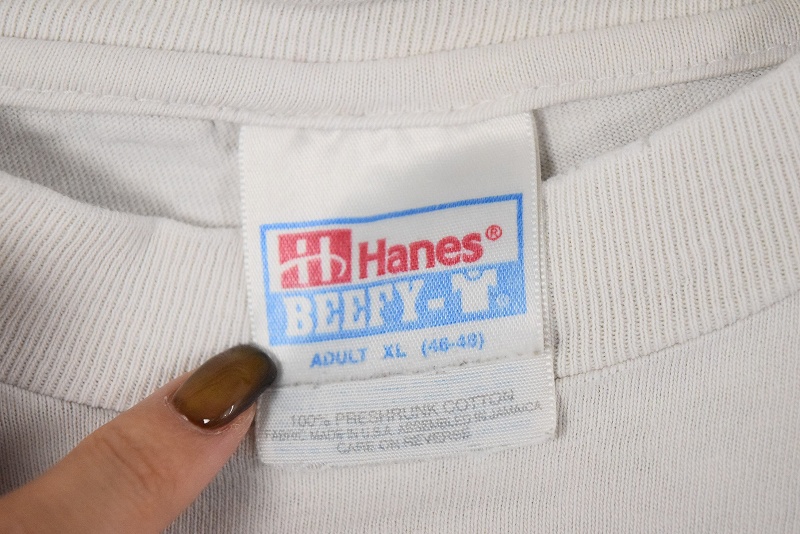 Hanes®
BEEFY-T®
ADULT XL (46-48)
100% PRESHRUNK COTTON
FABRIC MADE IN U.S.A. ASSEMBLED IN JAMAICA
CARE ON REVERSE